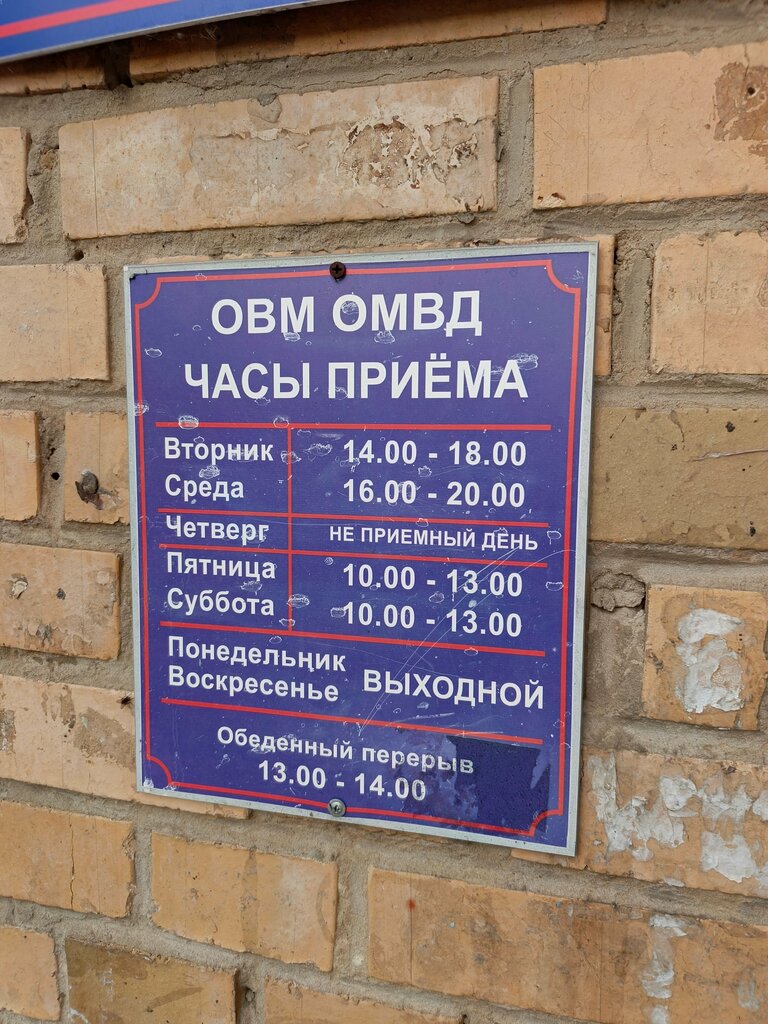 ОВМ ОМВД
ЧАСЫ ПРИЁМА
Вторник 14.00 - 18.00
Среда 16.00 - 20.00
Четверг НЕ ПРИЕМНЫЙ ДЕНЬ
Пятница 10.00 - 13.00
Суббота 10.00 - 13.00
Понедельник
Воскресенье ВЫХОДНОЙ
Обеденный перерыв
13.00 - 14.00